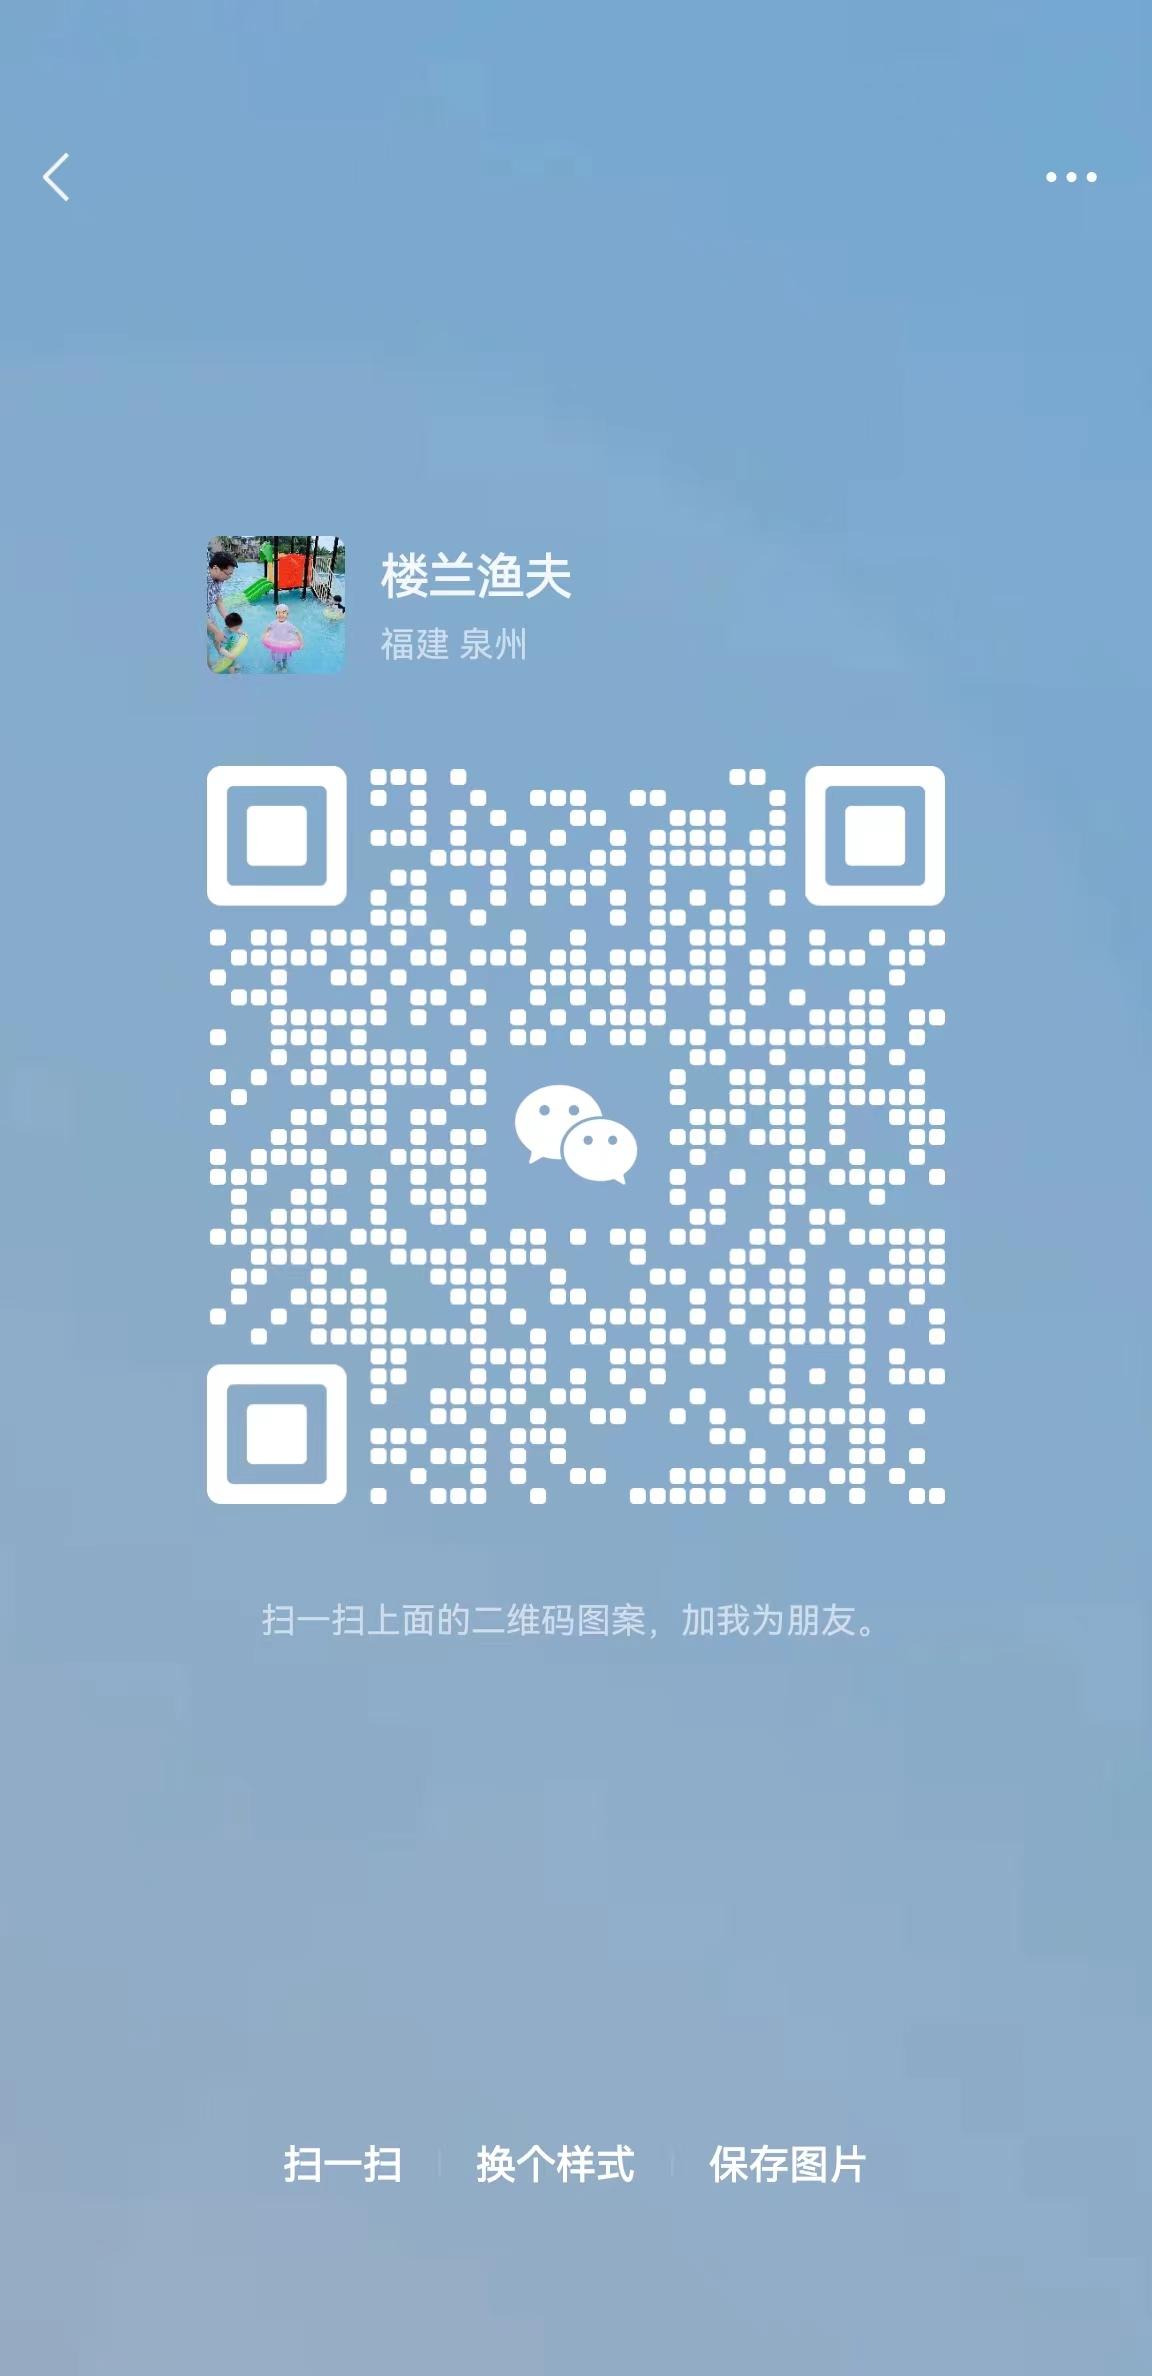 楼兰渔夫
福建 泉州
扫一扫上面的二维码图案，加我为朋友。
扫一扫
换个样式
保存图片